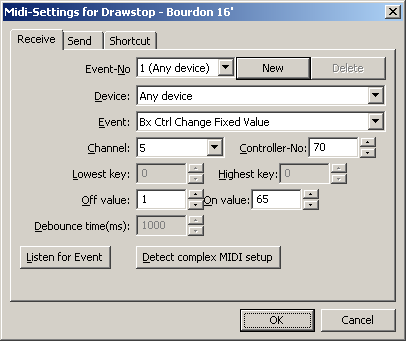 Midi-Settings for Drawstop - Bourdon 16'
Receive Send Shortcut
Event-No 1 (Any device) New Delete
Device: Any device
Event: Bx Ctrl Change Fixed Value
Channel: 5 Controller-No: 70
Lowest key: 0 Highest key: 0
Off value: 1 On value: 65
Debounce time(ms): 1000
Listen for Event Detect complex MIDI setup
OK Cancel